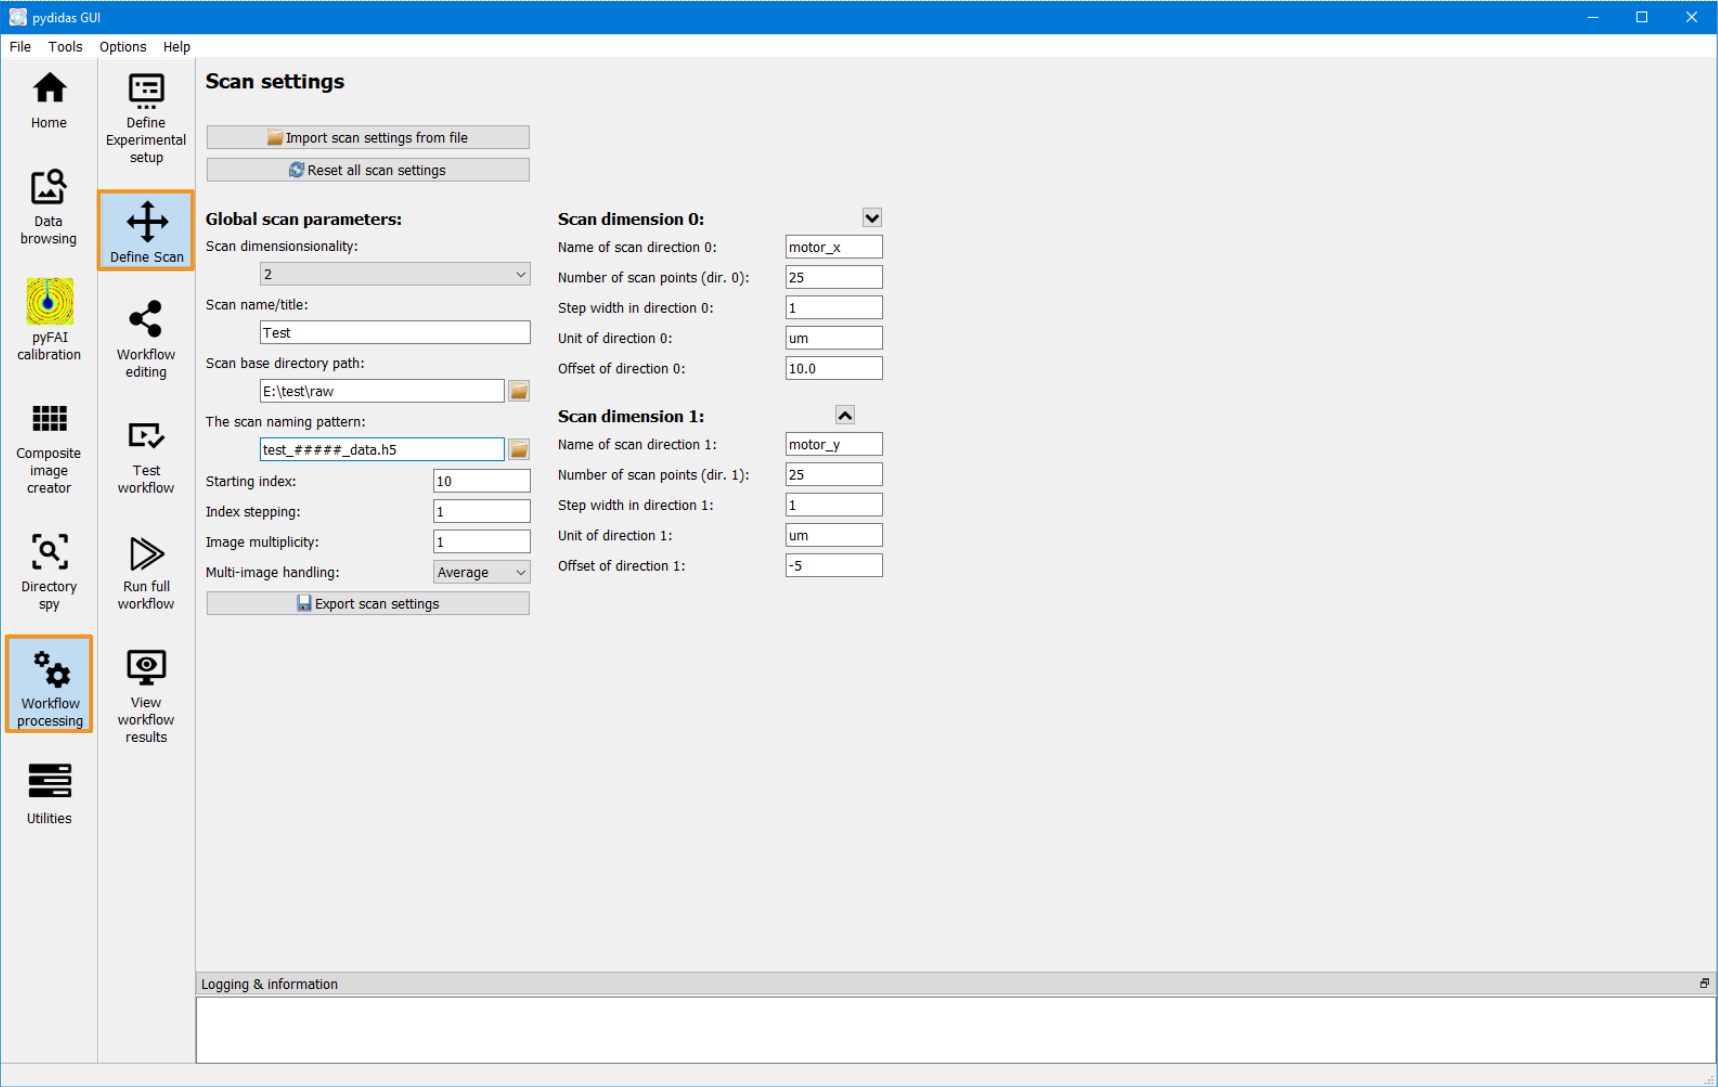 pydidas GUI
File Tools Options Help
Home
Data
browsing
pyFAI
calibration
Composite
image
creator
Directory
spy
Workflow
processing
Utilities
Define
Experimental
setup
Define Scan
Workflow
editing
Test
workflow
Run full
workflow
View
workflow
results
Scan settings
Import scan settings from file
Reset all scan settings
Global scan parameters:
Scan dimensionsionality:
2
Scan name/title:
Test
Scan base directory path:
E:\test\raw
The scan naming pattern:
test_#####_data.h5
Starting index: 10
Index stepping: 1
Image multiplicity: 1
Multi-image handling: Average
Export scan settings
Scan dimension 0:
Name of scan direction 0: motor_x
Number of scan points (dir. 0): 25
Step width in direction 0: 1
Unit of direction 0: um
Offset of direction 0: 10.0
Scan dimension 1:
Name of scan direction 1: motor_y
Number of scan points (dir. 1): 25
Step width in direction 1: 1
Unit of direction 1: um
Offset of direction 1: -5
Logging & information